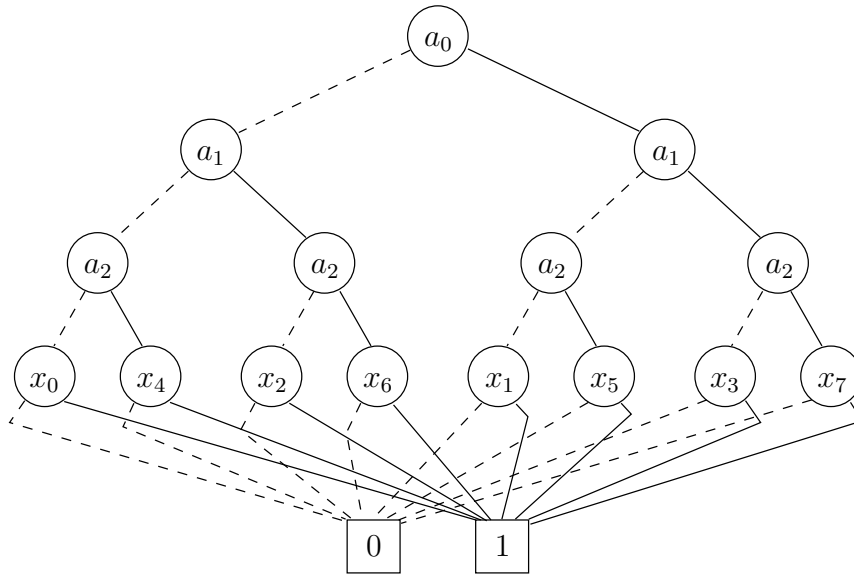 a₀
a₁ a₁
a₂ a₂ a₂ a₂
x₀ x₄ x₂ x₆ x₁ x₅ x₃ x₇
0 1